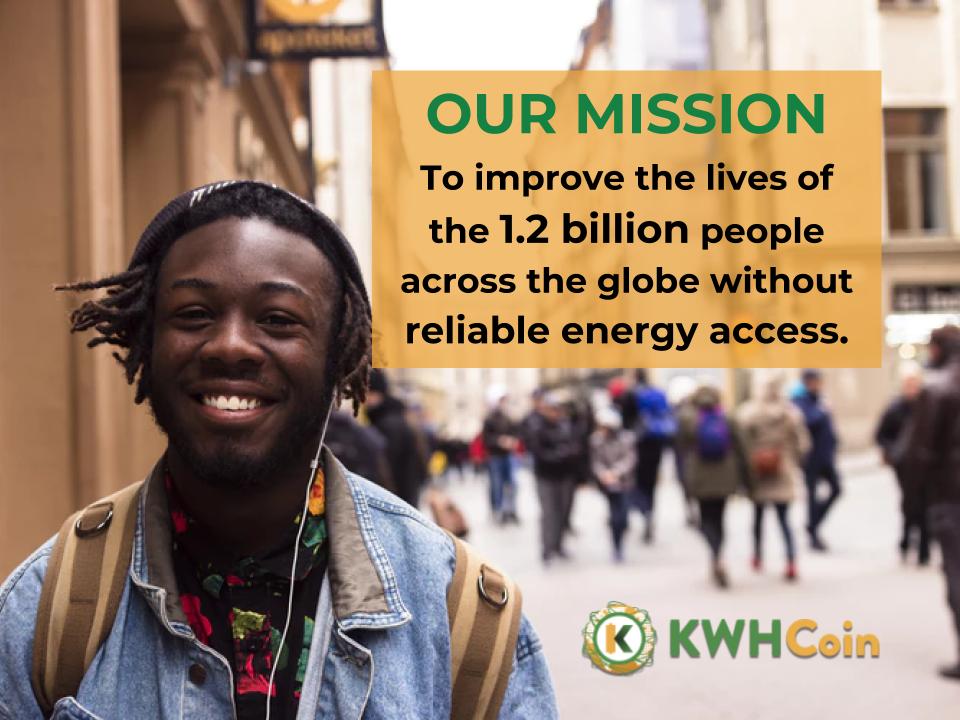 apoteket
OUR MISSION
To improve the lives of
the 1.2 billion people
across the globe without
reliable energy access.
K
KWHCoin